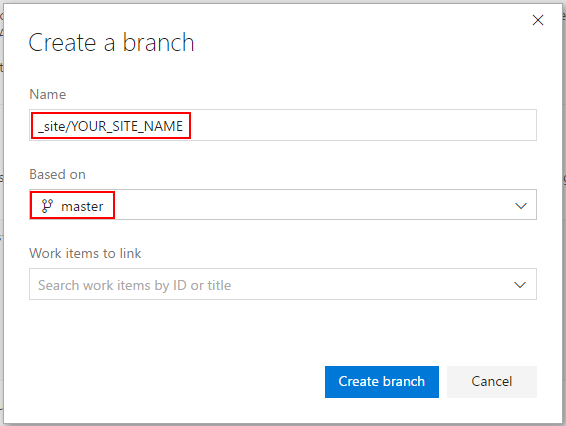 Create a branch
Name
_site/YOUR_SITE_NAME
Based on
master
Work items to link
Search work items by ID or title
Create branch
Cancel